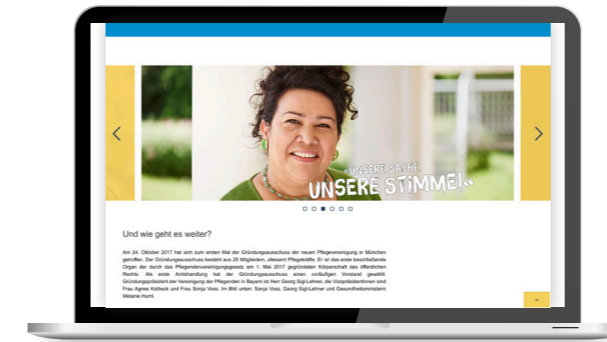 „UNSERE SACHE.
UNSERE STIMME!“
Und wie geht es weiter?
Am 24. Oktober 2017 hat sich zum ersten Mal der Gründungsausschuss der neuen Pflegevereinigung in München
getroffen. Der Gründungsausschuss besteht aus 25 Mitgliedern, allesamt Pflegekräfte. Er ist das erste beschließende
Organ der durch das Pflegendenvereinigungsgesetz am 1. Mai 2017 gegründeten Körperschaft des öffentlichen
Rechts. Als erste Amtshandlung hat der Gründungsausschuss einen vorläufigen Vorstand gewählt.
Gründungspräsident der Vereinigung der Pflegenden in Bayern ist Herr Georg Sigl-Lehner, die Vizepräsidentinnen sind
Frau Agnes Kolbeck und Frau Sonja Voss. Im Bild unten: Sonja Voss, Georg Sigl-Lehner und Gesundheitsministerin
Melanie Huml.